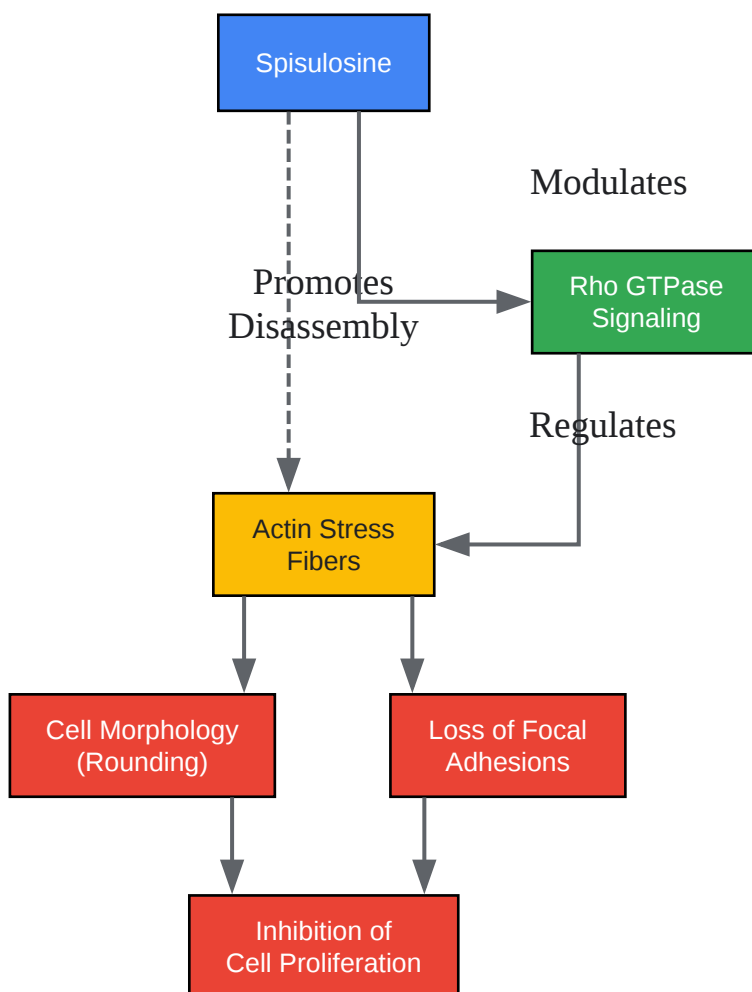 Spisulosine
Modulates
Promotes
Disassembly
Rho GTPase
Signaling
Regulates
Actin Stress
Fibers
Cell Morphology
(Rounding)
Loss of Focal
Adhesions
Inhibition of
Cell Proliferation